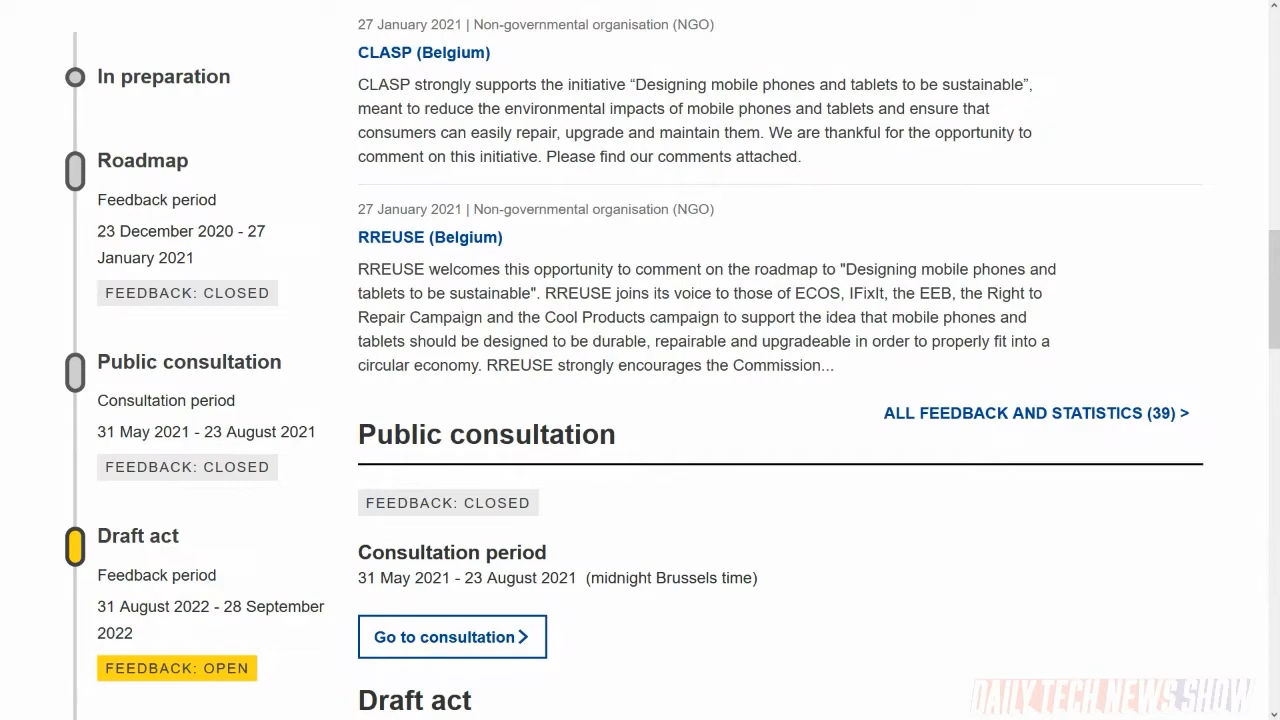 In preparation
Roadmap
Feedback period
23 December 2020 - 27
January 2021
FEEDBACK: CLOSED
Public consultation
Consultation period
31 May 2021 - 23 August 2021
FEEDBACK: CLOSED
Draft act
Feedback period
31 August 2022 - 28 September
2022
FEEDBACK: OPEN
27 January 2021 | Non-governmental organisation (NGO)
CLASP (Belgium)
CLASP strongly supports the initiative “Designing mobile phones and tablets to be sustainable”,
meant to reduce the environmental impacts of mobile phones and tablets and ensure that
consumers can easily repair, upgrade and maintain them. We are thankful for the opportunity to
comment on this initiative. Please find our comments attached.
27 January 2021 | Non-governmental organisation (NGO)
RREUSE (Belgium)
RREUSE welcomes this opportunity to comment on the roadmap to "Designing mobile phones and
tablets to be sustainable". RREUSE joins its voice to those of ECOS, IFixIt, the EEB, the Right to
Repair Campaign and the Cool Products campaign to support the idea that mobile phones and
tablets should be designed to be durable, repairable and upgradeable in order to properly fit into a
circular economy. RREUSE strongly encourages the Commission...
ALL FEEDBACK AND STATISTICS (39) >
Public consultation
FEEDBACK: CLOSED
Consultation period
31 May 2021 - 23 August 2021 (midnight Brussels time)
Go to consultation >
Draft act
DAILY TECH NEWS SHOW